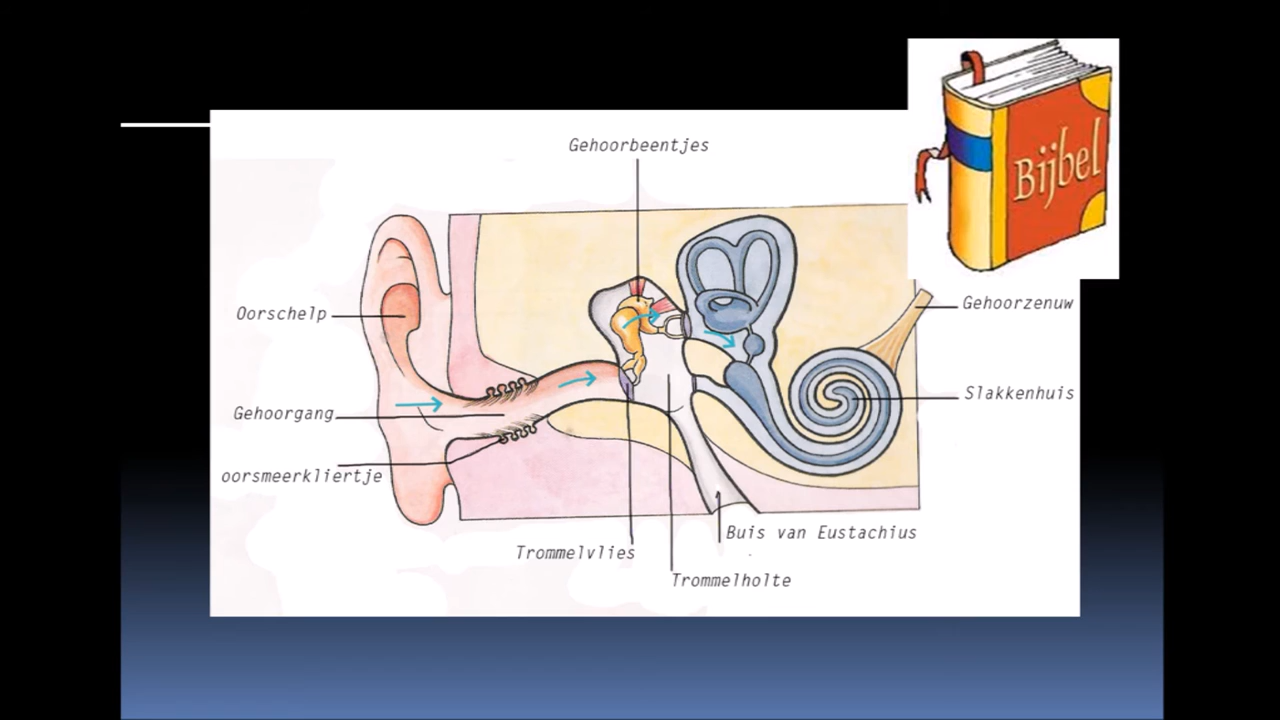 Gehoorbeentjes
Bijbel
Oorschelp
Gehoorzenuw
Gehoorgang
Slakkenhuis
oorsmeerkliertje
Buis van Eustachius
Trommelvlies
Trommelholte